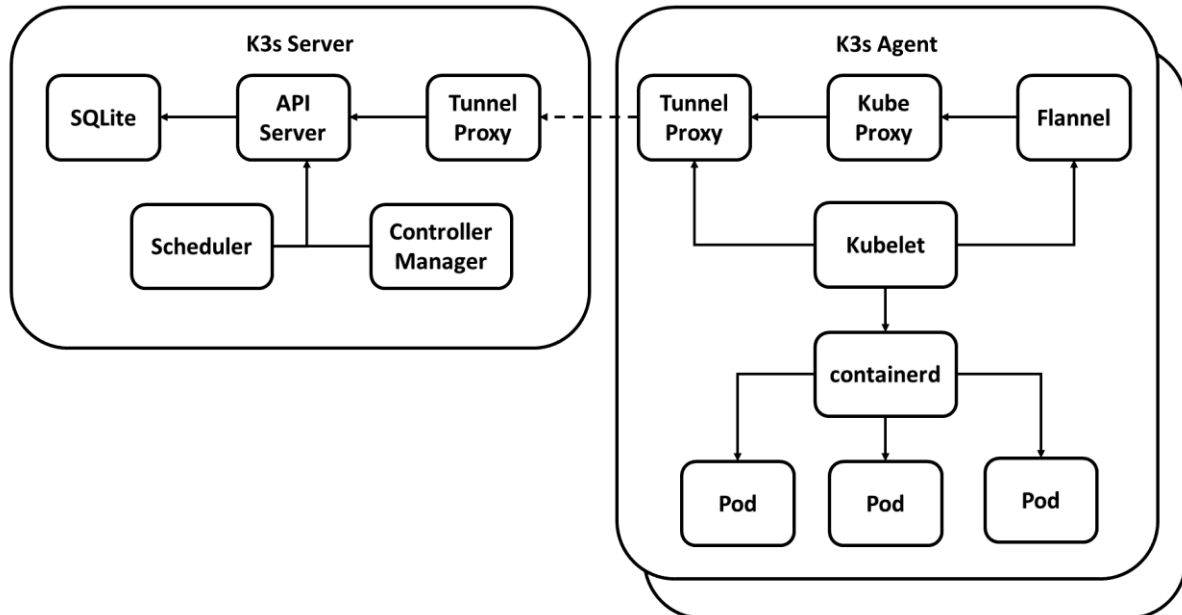 K3s Server
SQLite
API
Server
Tunnel
Proxy
Scheduler
Controller
Manager
K3s Agent
Tunnel
Proxy
Kube
Proxy
Flannel
Kubelet
containerd
Pod
Pod
Pod